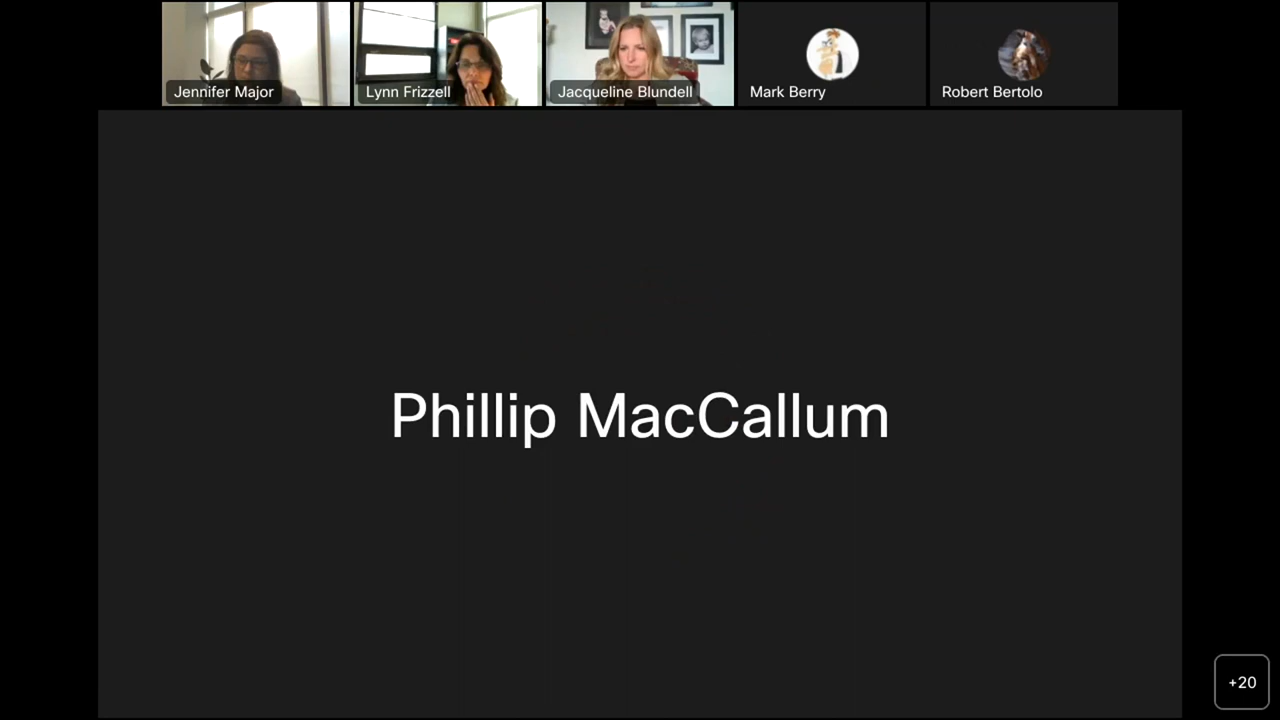 Jennifer Major
Lynn Frizzell
Jacqueline Blundell
Mark Berry
Robert Bertolo
Phillip MacCallum
+20